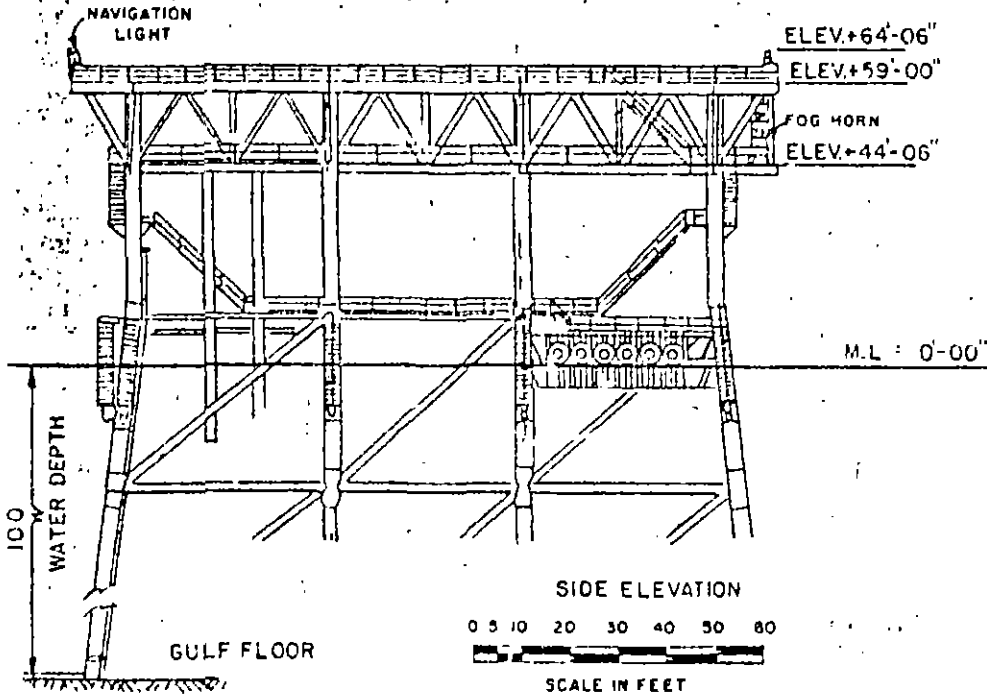 NAVIGATION
LIGHT
ELEV.+64'-06"
ELEV.+59'-00"
FOG HORN
ELEV.+44'-06"
M.L = 0'-00"
100
WATER DEPTH
GULF FLOOR
SIDE ELEVATION
0 5 10 20 30 40 50 60
SCALE IN FEET